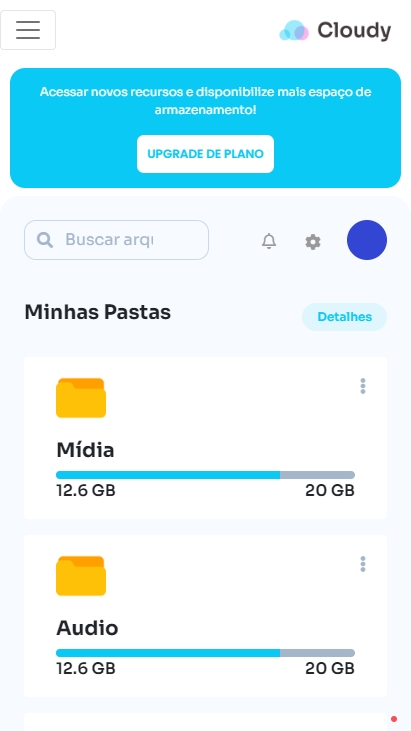 Cloudy
Acessar novos recursos e disponibilize mais espaço de
armazenamento!
UPGRADE DE PLANO
Buscar arqu
Minhas Pastas
Detalhes
Mídia
12.6 GB 20 GB
Audio
12.6 GB 20 GB